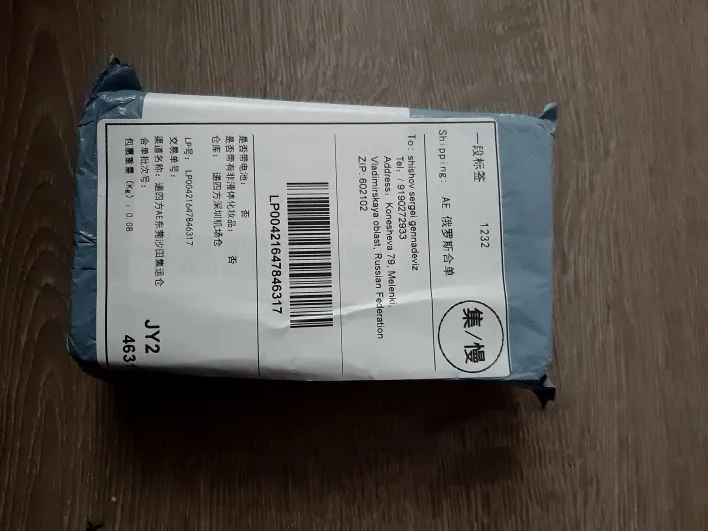 一段标签 1232
Shipping: AE 俄罗斯合单
集/慢
To: shishov sergei gennadeviz
Tel: / 9190272933
Address: Konesheva 79, Melenki,
Vladimirskaya oblast, Russian Federation
ZIP: 602102
LP00421647846317
是否带电池: 否
是否带有非液体化妆品: 否
仓库: 递四方深圳机场仓
LP号: LP00421647846317
交易单号:
渠道名称: 递四方AE东莞沙田集运仓
合单批次号:
包裹重量 (Kg): 0.08
JY2
463